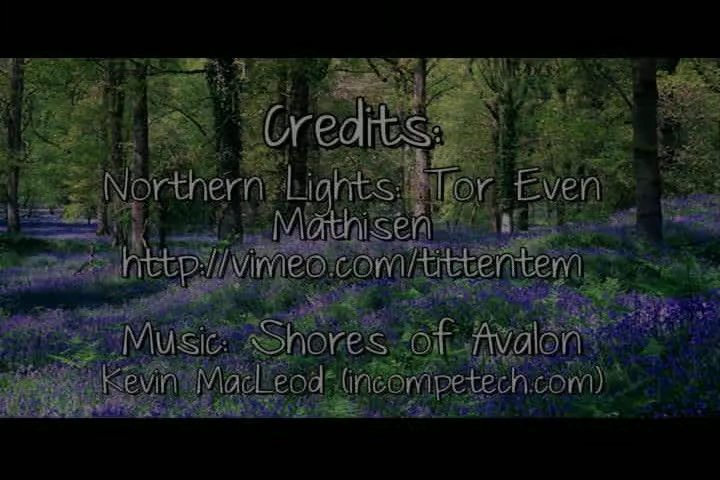 Credits:
Northern Lights: Tor Even
Mathisen
http://vimeo.com/tittentem
Music: Shores of Avalon
Kevin MacLeod (incompetech.com)